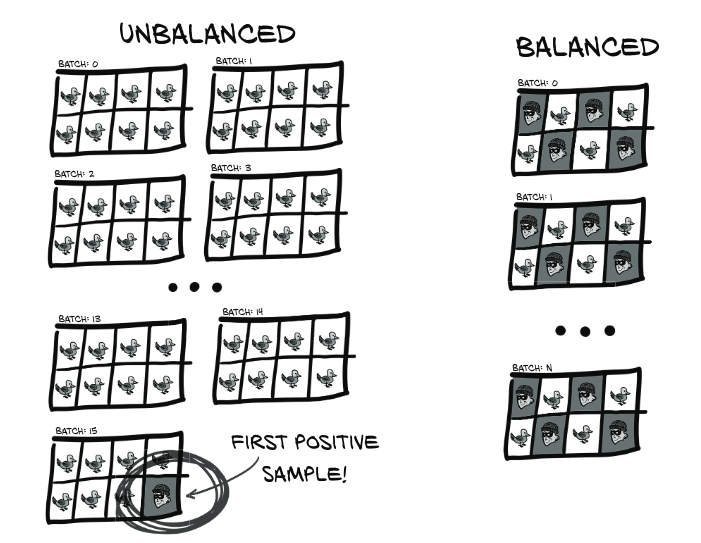 UNBALANCED
BATCH: 0
BATCH: 1
BATCH: 2
BATCH: 3
BATCH: 13
BATCH: 14
BATCH: 15
FIRST POSITIVE
SAMPLE!
BALANCED
BATCH: 0
BATCH: 1
BATCH: N